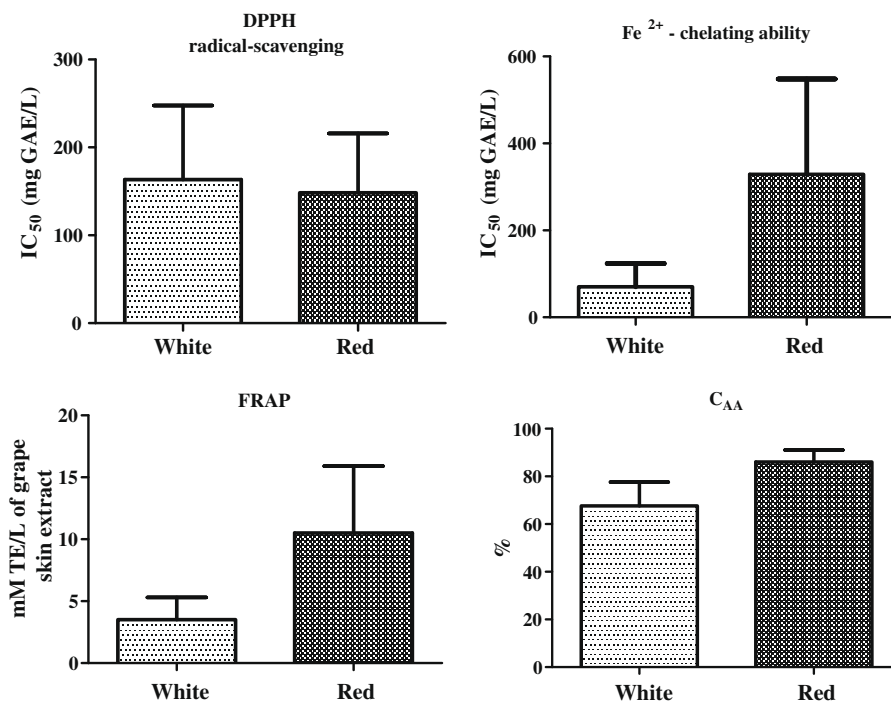 DPPH
radical-scavenging
IC50 (mg GAE/L)
300
200
100
0
White
Red
Fe 2+ - chelating ability
IC50 (mg GAE/L)
600
400
200
0
White
Red
FRAP
mM TE/L of grape
skin extract
20
15
10
5
0
White
Red
CAA
%
100
80
60
40
20
0
White
Red